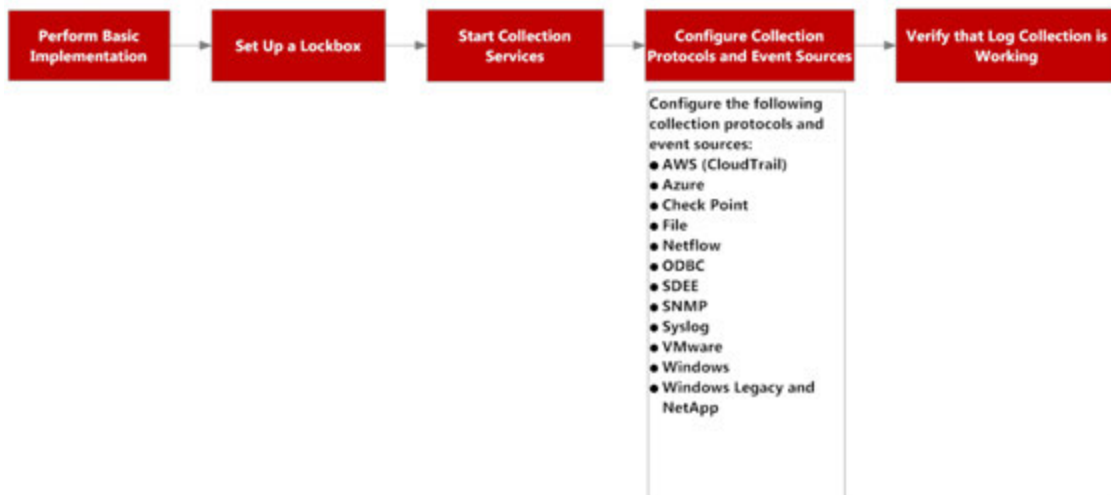 Perform Basic
Implementation
Set Up a Lockbox
Start Collection
Services
Configure Collection
Protocols and Event Sources
Verify that Log Collection is
Working
Configure the following
collection protocols and
event sources:
● AWS (CloudTrail)
● Azure
● Check Point
● File
● Netflow
● ODBC
● SDEE
● SNMP
● Syslog
● VMware
● Windows
● Windows Legacy and
NetApp